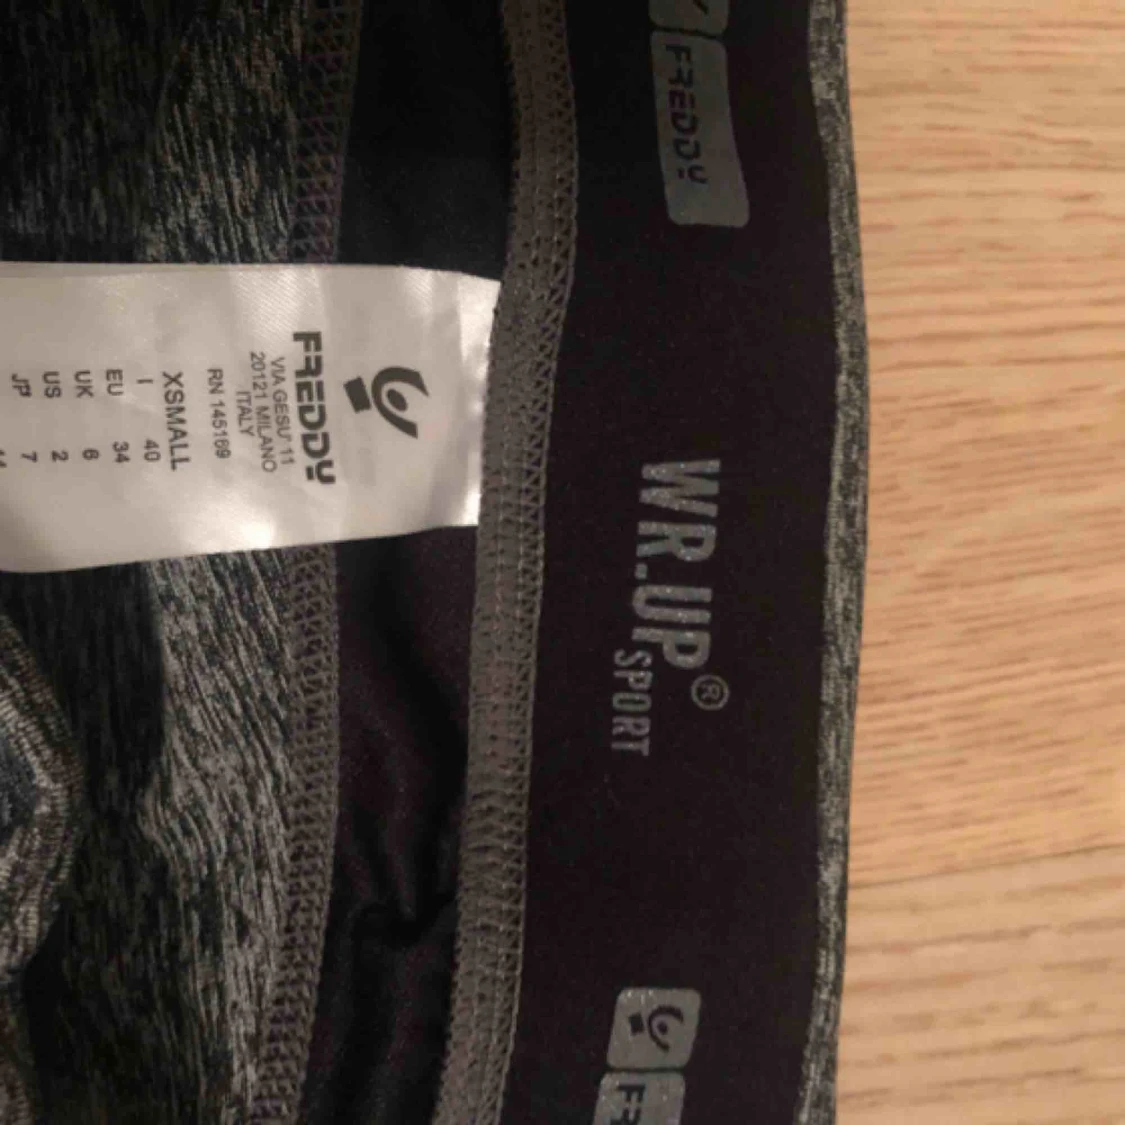 FREDDY
VIA GESU' 11
20121 MILANO
ITALY
RN 145169
XSMALL
I 40
EU 34
UK 6
US 2
JP 7
FREDDY
WR.UP®
SPORT